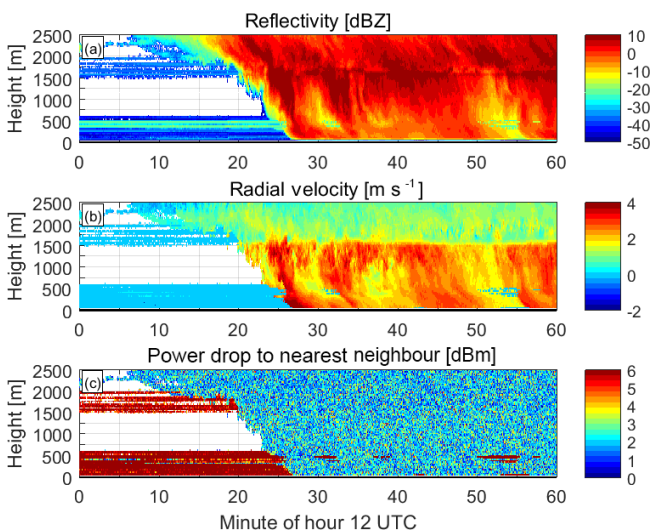 Reflectivity [dBZ]
(a)
Height [m]
2500
2000
1500
1000
500
0
0 10 20 30 40 50 60
10
0
-10
-20
-30
-40
-50
Radial velocity [m s⁻¹]
(b)
Height [m]
2500
2000
1500
1000
500
0
0 10 20 30 40 50 60
4
2
0
-2
Power drop to nearest neighbour [dBm]
(c)
Height [m]
2500
2000
1500
1000
500
0
0 10 20 30 40 50 60
6
5
4
3
2
1
0
Minute of hour 12 UTC